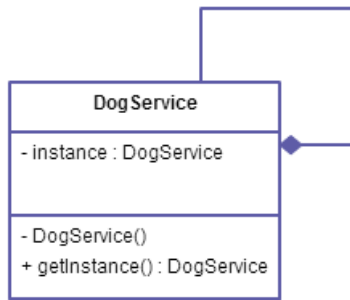 DogService
- instance : DogService
- DogService()
+ getInstance() : DogService